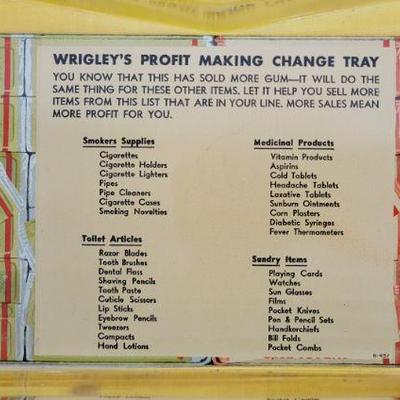 WRIGLEY'S PROFIT MAKING CHANGE TRAY
YOU KNOW THAT THIS HAS SOLD MORE GUM—IT WILL DO THE
SAME THING FOR THESE OTHER ITEMS. LET IT HELP YOU SELL MORE
ITEMS FROM THIS LIST THAT ARE IN YOUR LINE. MORE SALES MEAN
MORE PROFIT FOR YOU.
Smokers Supplies
Cigarettes
Cigarette Holders
Cigarette Lighters
Pipes
Pipe Cleaners
Cigarette Cases
Smoking Novelties
Toilet Articles
Razor Blades
Tooth Brushes
Dental Floss
Shaving Pencils
Tooth Paste
Cuticle Scissors
Lip Sticks
Eyebrow Pencils
Tweezers
Compacts
Hand Lotions
Medicinal Products
Vitamin Products
Aspirins
Cold Tablets
Headache Tablets
Laxative Tablets
Sunburn Ointments
Corn Plasters
Diabetic Syringes
Fever Thermometers
Sundry Items
Playing Cards
Watches
Sun Glasses
Films
Pocket Knives
Pen & Pencil Sets
Handkerchiefs
Bill Folds
Pocket Combs